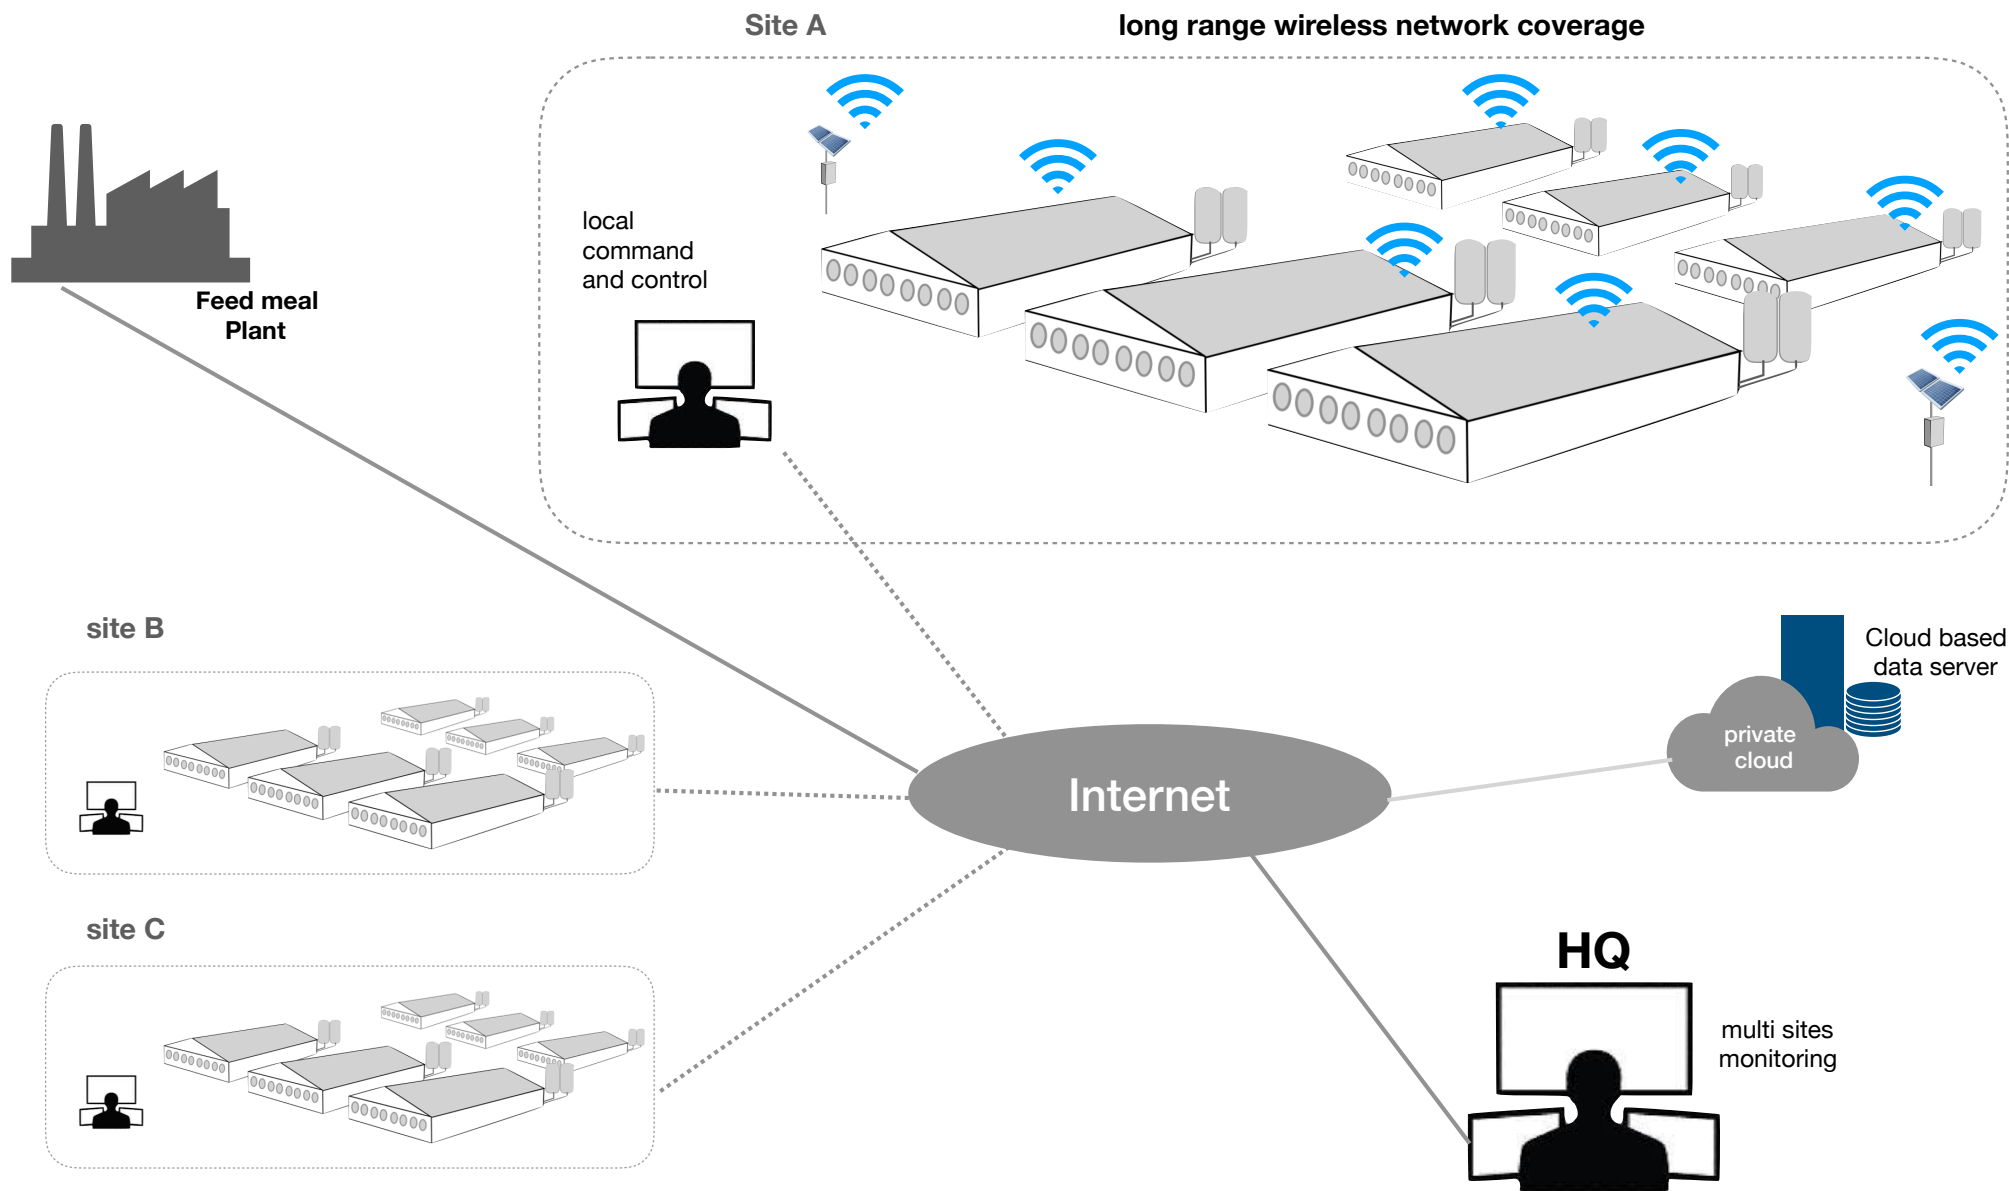 Site A
long range wireless network coverage
local
command
and control
Feed meal
Plant
site B
Cloud based
data server
private
cloud
Internet
site C
HQ
multi sites
monitoring